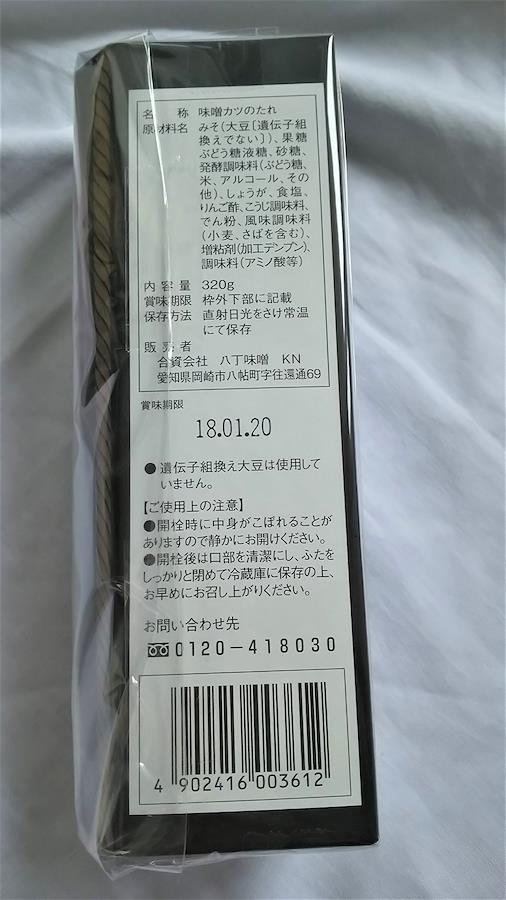 名称 味噌カツのたれ
原材料名 みそ(大豆〔遺伝子組
換えでない〕)、果糖
ぶどう糖液糖、砂糖、
発酵調味料(ぶどう糖、
米、アルコール、その
他)、しょうが、食塩、
りんご酢、こうじ調味料、
でん粉、風味調味料
(小麦、さばを含む)、
増粘剤(加工デンプン)、
調味料(アミノ酸等)
内容量 320g
賞味期限 枠外下部に記載
保存方法 直射日光をさけ常温
にて保存
販売者
合資会社 八丁味噌 KN
愛知県岡崎市八帖町字往還通69
賞味期限
18.01.20
●遺伝子組換え大豆は使用して
いません。
【ご使用上の注意】
●開栓時に中身がこぼれることが
ありますので静かにお開けください。
●開栓後は口部を清潔にし、ふたを
しっかりと閉めて冷蔵庫に保存の上、
お早めにお召し上がりください。
お問い合わせ先
0120-418030
4 902416 003612